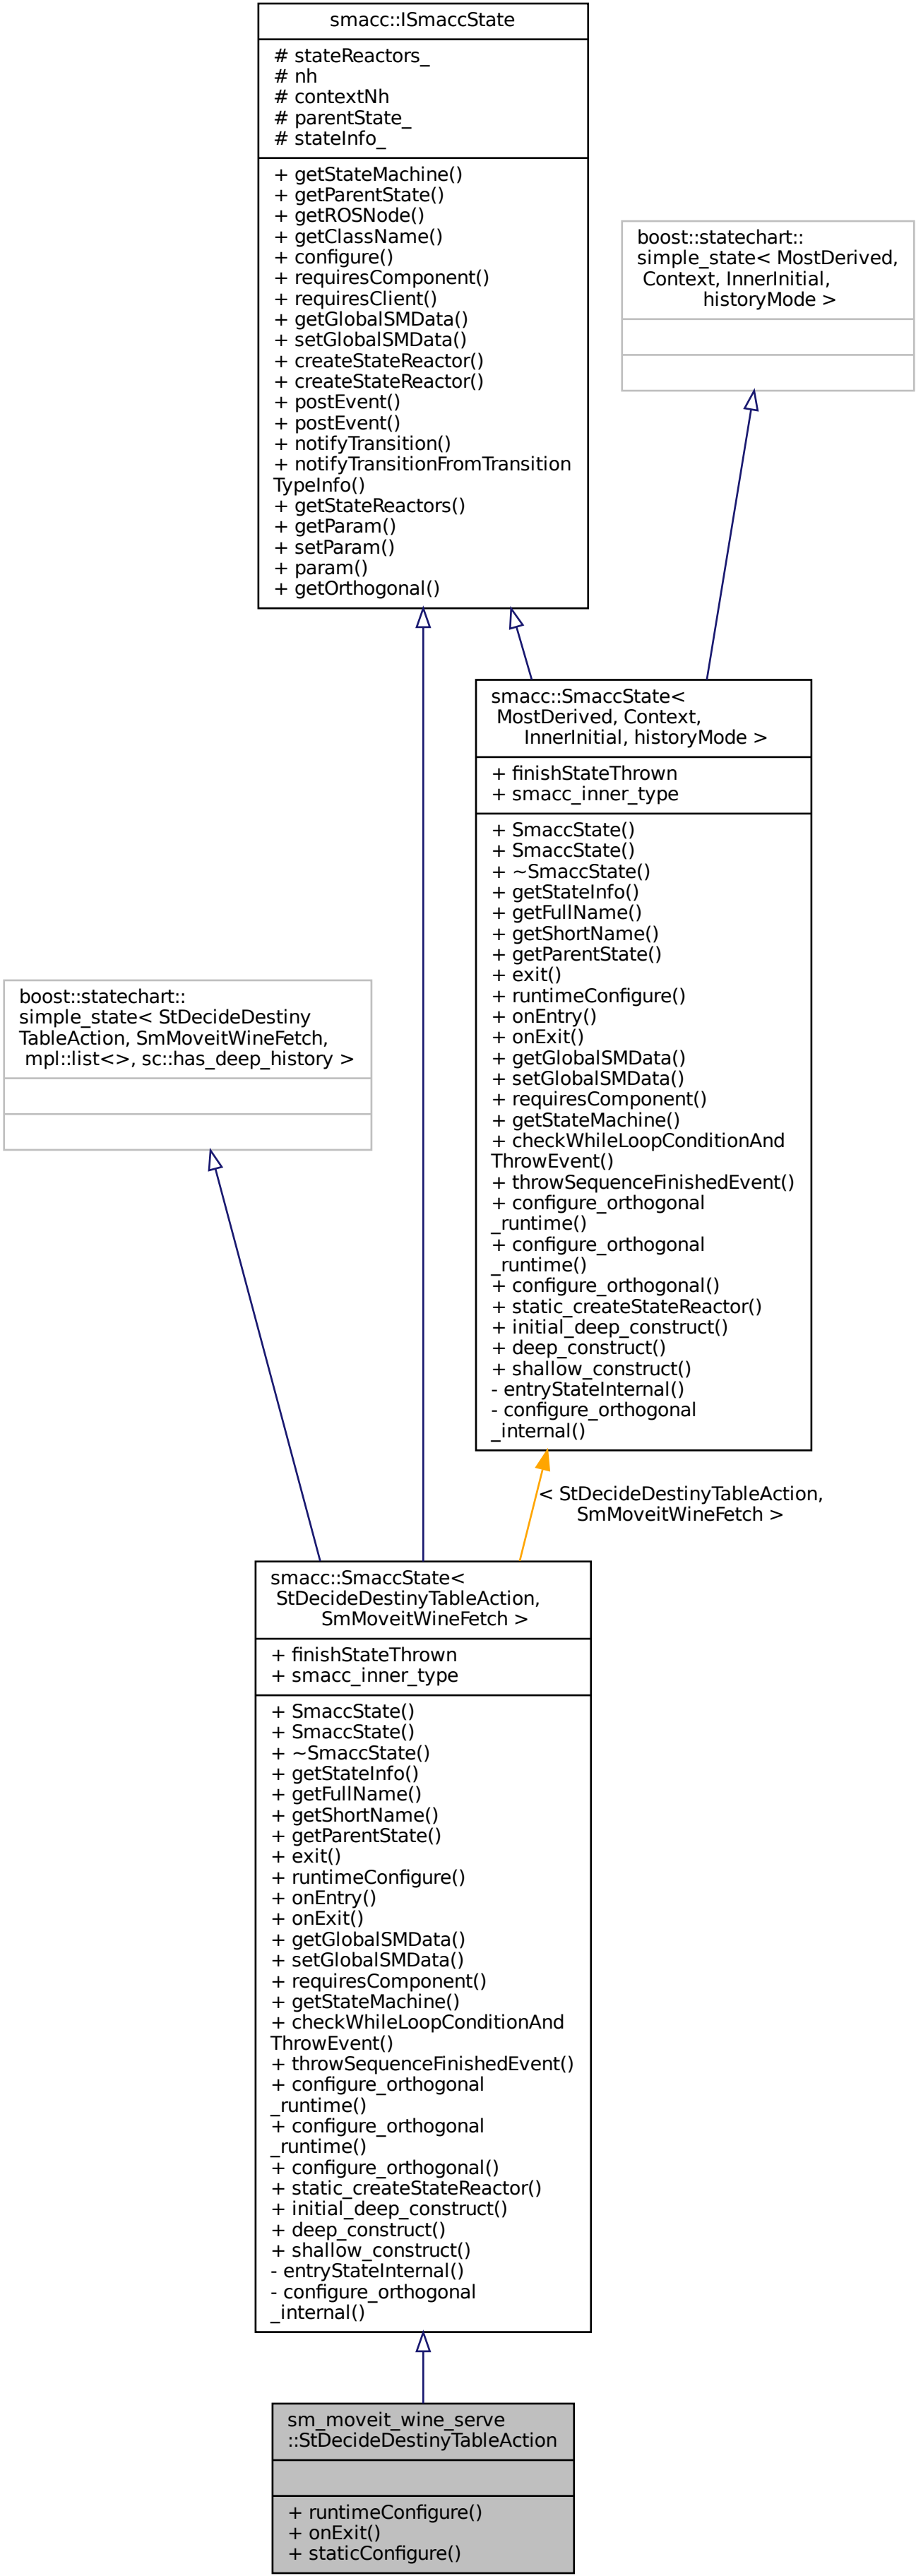 smacc::ISmaccState
# stateReactors_
# nh
# contextNh
# parentState_
# stateInfo_
+ getStateMachine()
+ getParentState()
+ getROSNode()
+ getClassName()
+ configure()
+ requiresComponent()
+ requiresClient()
+ getGlobalSMData()
+ setGlobalSMData()
+ createStateReactor()
+ createStateReactor()
+ postEvent()
+ postEvent()
+ notifyTransition()
+ notifyTransitionFromTransition
TypeInfo()
+ getStateReactors()
+ getParam()
+ setParam()
+ param()
+ getOrthogonal()
boost::statechart::
simple_state< MostDerived,
Context, InnerInitial,
historyMode >
smacc::SmaccState<
MostDerived, Context,
InnerInitial, historyMode >
+ finishStateThrown
+ smacc_inner_type
+ SmaccState()
+ SmaccState()
+ ~SmaccState()
+ getStateInfo()
+ getFullName()
+ getShortName()
+ getParentState()
+ exit()
+ runtimeConfigure()
+ onEntry()
+ onExit()
+ getGlobalSMData()
+ setGlobalSMData()
+ requiresComponent()
+ getStateMachine()
+ checkWhileLoopConditionAnd
ThrowEvent()
+ throwSequenceFinishedEvent()
+ configure_orthogonal
_runtime()
+ configure_orthogonal
_runtime()
+ configure_orthogonal()
+ static_createStateReactor()
+ initial_deep_construct()
+ deep_construct()
+ shallow_construct()
- entryStateInternal()
- configure_orthogonal
_internal()
boost::statechart::
simple_state< StDecideDestiny
TableAction, SmMoveitWineFetch,
mpl::list<>, sc::has_deep_history >
< StDecideDestinyTableAction,
SmMoveitWineFetch >
smacc::SmaccState<
StDecideDestinyTableAction,
SmMoveitWineFetch >
+ finishStateThrown
+ smacc_inner_type
+ SmaccState()
+ SmaccState()
+ ~SmaccState()
+ getStateInfo()
+ getFullName()
+ getShortName()
+ getParentState()
+ exit()
+ runtimeConfigure()
+ onEntry()
+ onExit()
+ getGlobalSMData()
+ setGlobalSMData()
+ requiresComponent()
+ getStateMachine()
+ checkWhileLoopConditionAnd
ThrowEvent()
+ throwSequenceFinishedEvent()
+ configure_orthogonal
_runtime()
+ configure_orthogonal
_runtime()
+ configure_orthogonal()
+ static_createStateReactor()
+ initial_deep_construct()
+ deep_construct()
+ shallow_construct()
- entryStateInternal()
- configure_orthogonal
_internal()
sm_moveit_wine_serve
::StDecideDestinyTableAction
+ runtimeConfigure()
+ onExit()
+ staticConfigure()